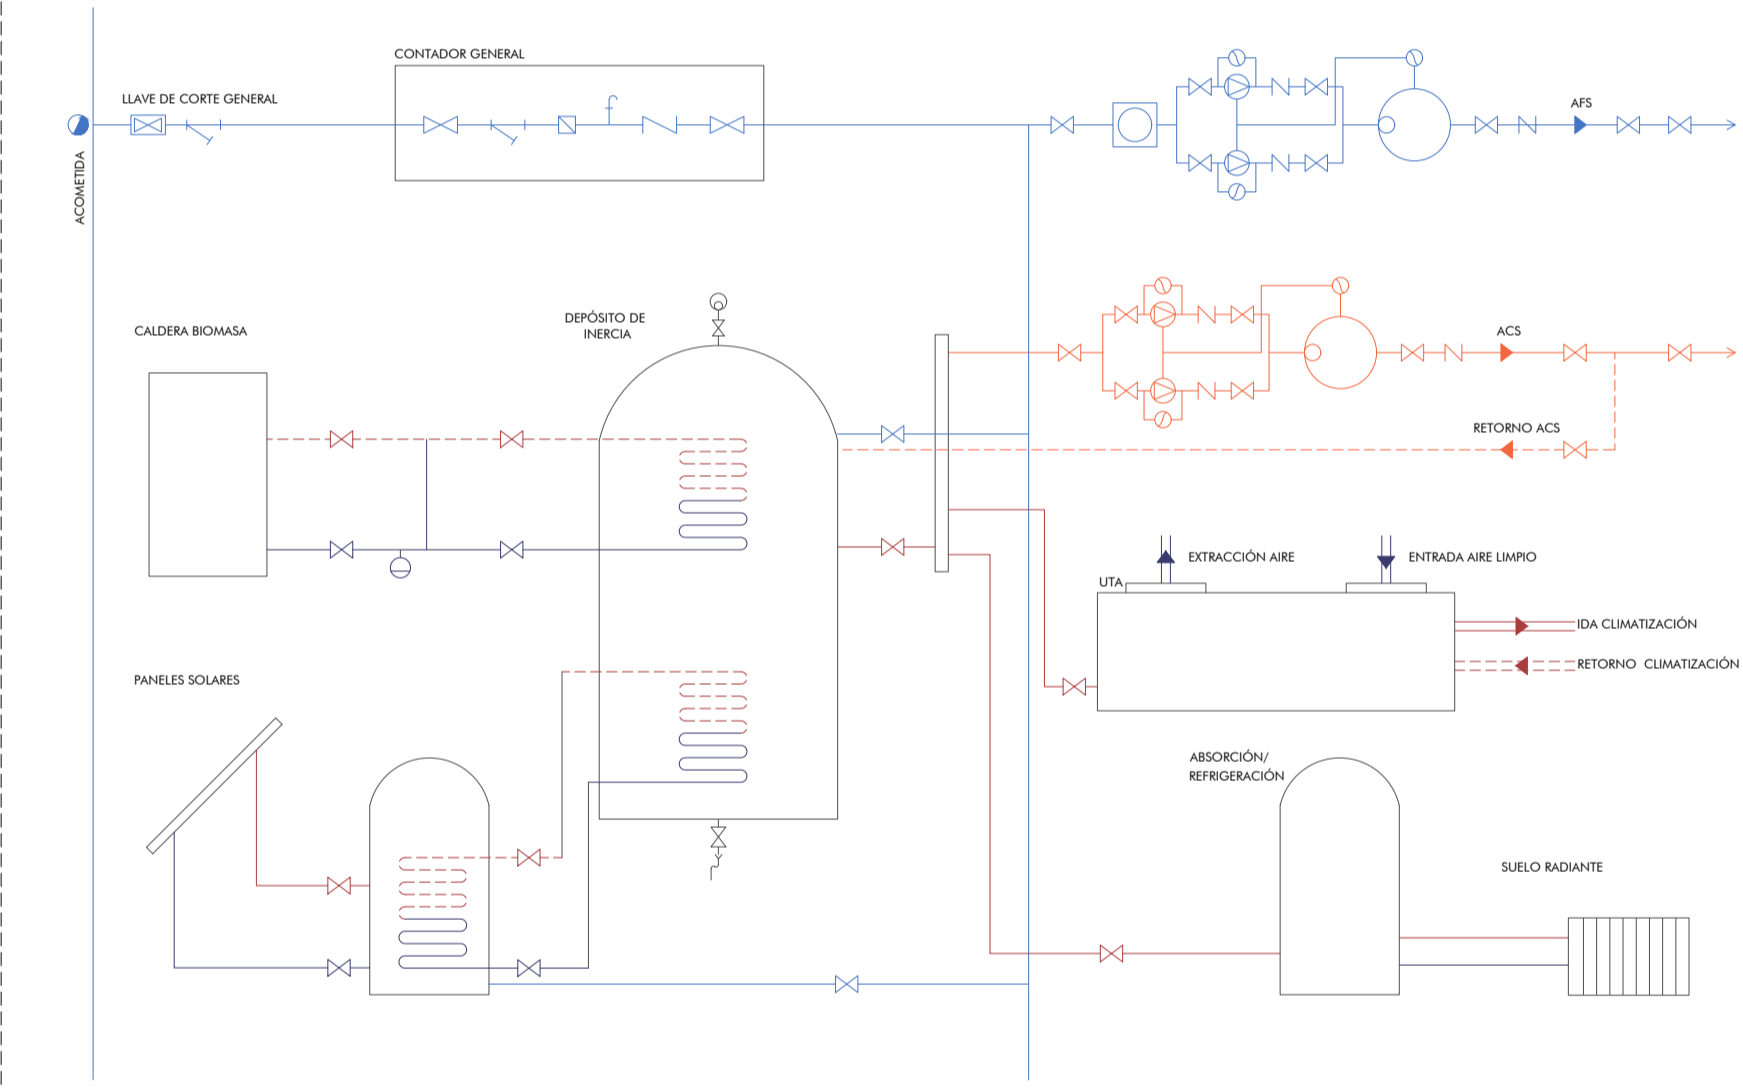 CONTADOR GENERAL
LLAVE DE CORTE GENERAL
AFS
ACOMETIDA
DEPÓSITO DE
INERCIA
CALDERA BIOMASA
ACS
RETORNO ACS
EXTRACCIÓN AIRE
ENTRADA AIRE LIMPIO
UTA
IDA CLIMATIZACIÓN
RETORNO CLIMATIZACIÓN
PANELES SOLARES
ABSORCIÓN/
REFRIGERACIÓN
SUELO RADIANTE